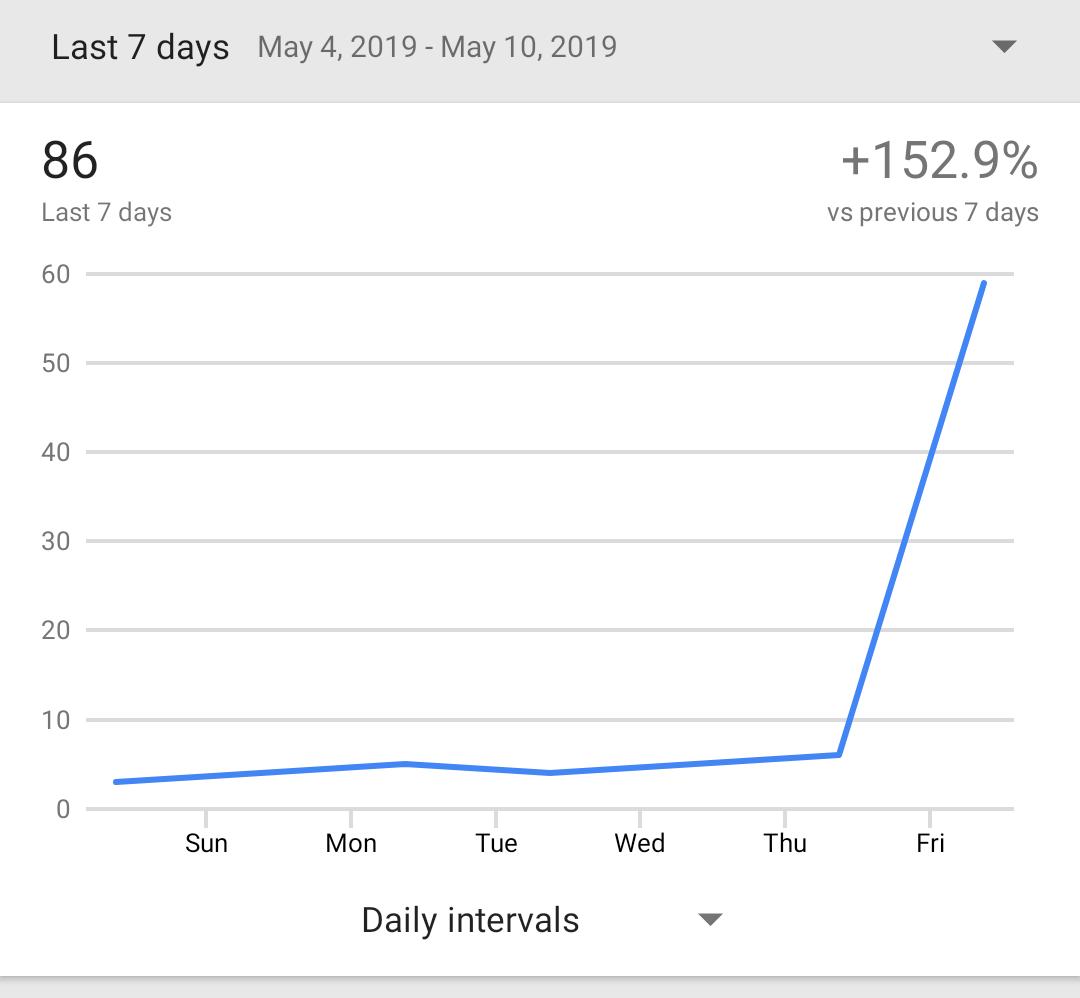 Last 7 days May 4, 2019 - May 10, 2019
86 +152.9%
Last 7 days vs previous 7 days
60
50
40
30
20
10
0
Sun Mon Tue Wed Thu Fri
Daily intervals